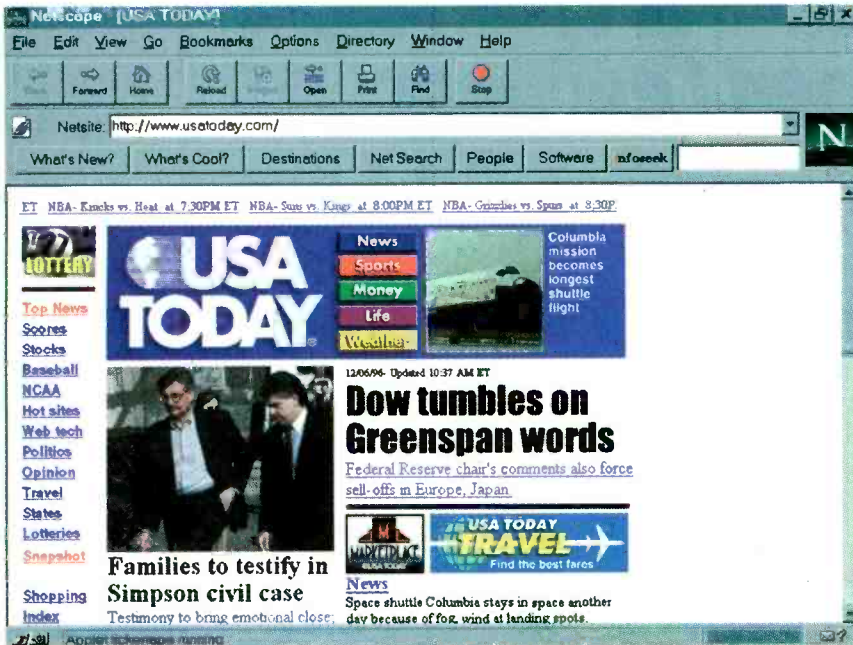 Netscape - [USA TODAY]
File Edit View Go Bookmarks Options Directory Window Help
Forward Home Reload Open Print Find Stop
Netsite: http://www.usatoday.com/
N
What's New? What's Cool? Destinations Net Search People Software infoseek
ET NBA- Knicks vs. Heat at 7:30PM ET NBA- Suns vs. Kings at 8:00PM ET NBA- Grizzlies vs. Spurs at 8:30P
LOTTERY
USA
TODAY
News
Sports
Money
Life
Weather
Columbia
mission
becomes
longest
shuttle
flight
Top News
Scores
Stocks
Baseball
NCAA
Hot sites
Web tech
Politics
Opinion
Travel
States
Lotteries
Snapshot
Shopping
Index
12/06/96- Updated 10:37 AM ET
Dow tumbles on
Greenspan words
Federal Reserve chair's comments also force
sell-offs in Europe, Japan
Families to testify in
Simpson civil case
Testimony to bring emotional close;
MARKETPLACE
USA TODAY
USA TODAY
TRAVEL
Find the best fares
News
Space shuttle Columbia stays in space another
day because of fog, wind at landing spots.
Applet running